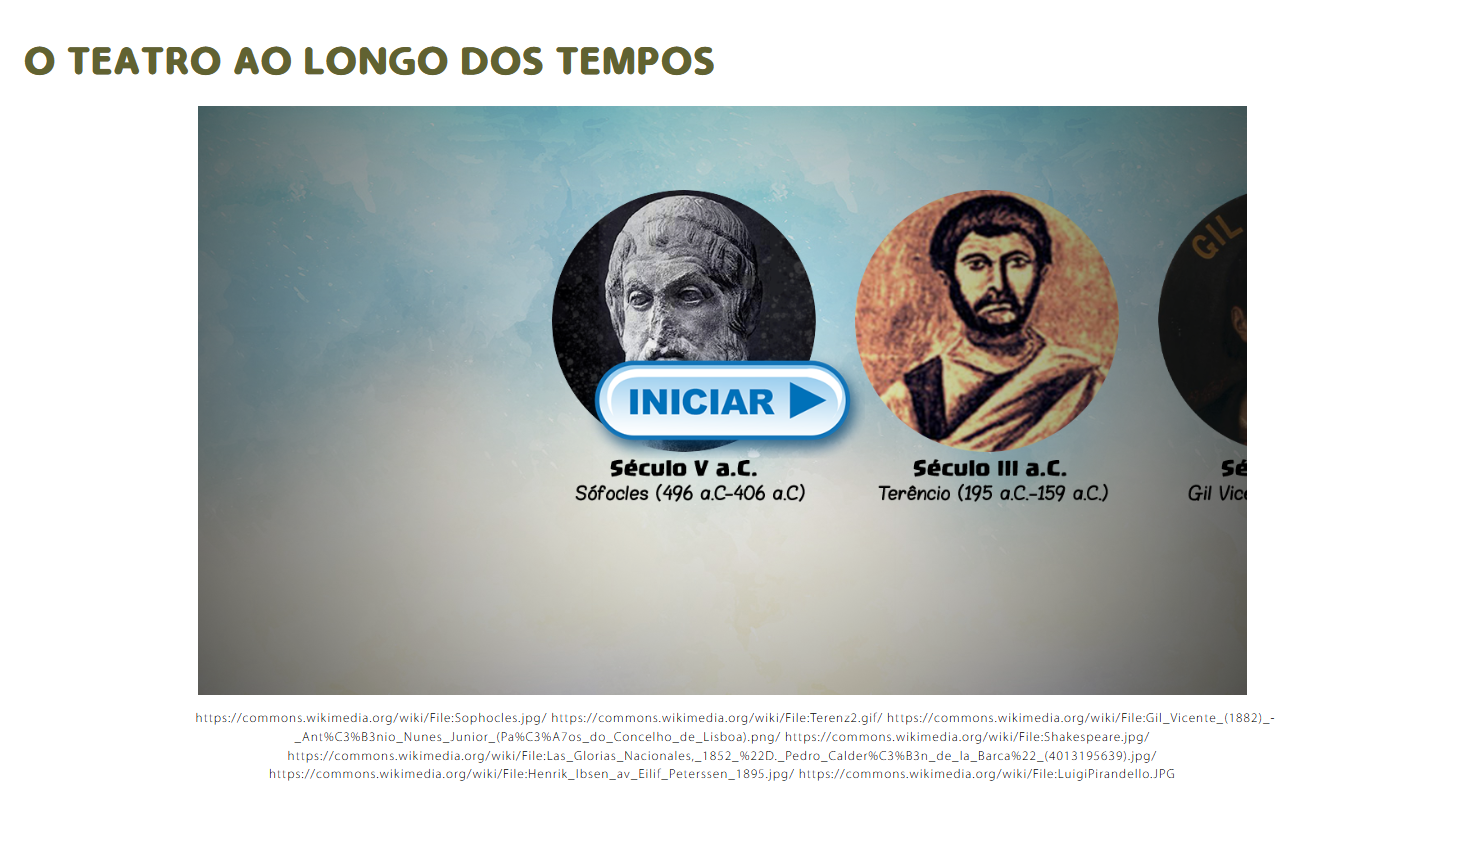 O TEATRO AO LONGO DOS TEMPOS
GIL
INICIAR
Século V a.C.
Sófocles (496 a.C-406 a.C)
Século III a.C.
Terêncio (195 a.C.-159 a.C.)
Sé
Gil Vice
https://commons.wikimedia.org/wiki/File:Sophocles.jpg/ https://commons.wikimedia.org/wiki/File:Terenz2.gif/ https://commons.wikimedia.org/wiki/File:Gil_Vicente_(1882)_-
_Ant%C3%B3nio_Nunes_Junior_(Pa%C3%A7os_do_Concelho_de_Lisboa).png/ https://commons.wikimedia.org/wiki/File:Shakespeare.jpg/
https://commons.wikimedia.org/wiki/File:Las_Glorias_Nacionales,_1852_%22D._Pedro_Calder%C3%B3n_de_la_Barca%22_(4013195639).jpg/
https://commons.wikimedia.org/wiki/File:Henrik_Ibsen_av_Eilif_Peterssen_1895.jpg/ https://commons.wikimedia.org/wiki/File:LuigiPirandello.JPG